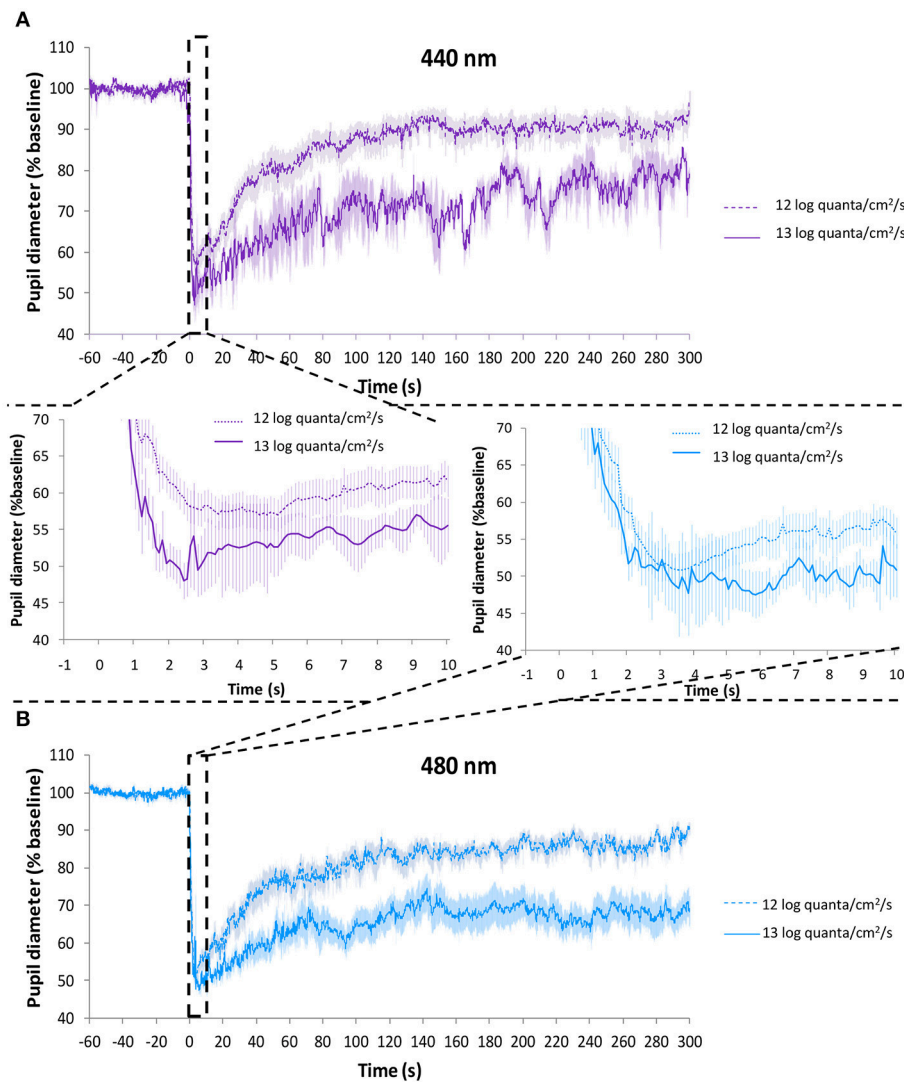 A
440 nm
Pupil diameter (% baseline)
110
100
90
80
70
60
50
40
-60 -40 -20 0 20 40 60 80 100 120 140 160 180 200 220 240 260 280 300
Time (s)
12 log quanta/cm²/s
13 log quanta/cm²/s
Pupil diameter (%baseline)
70
65
60
55
50
45
40
-1 0 1 2 3 4 5 6 7 8 9 10
Time (s)
12 log quanta/cm²/s
13 log quanta/cm²/s
Pupil diameter (%baseline)
70
65
60
55
50
45
40
-1 0 1 2 3 4 5 6 7 8 9 10
Time (s)
12 log quanta/cm²/s
13 log quanta/cm²/s
B
480 nm
Pupil diameter (% baseline)
110
100
90
80
70
60
50
40
-60 -40 -20 0 20 40 60 80 100 120 140 160 180 200 220 240 260 280 300
Time (s)
12 log quanta/cm²/s
13 log quanta/cm²/s